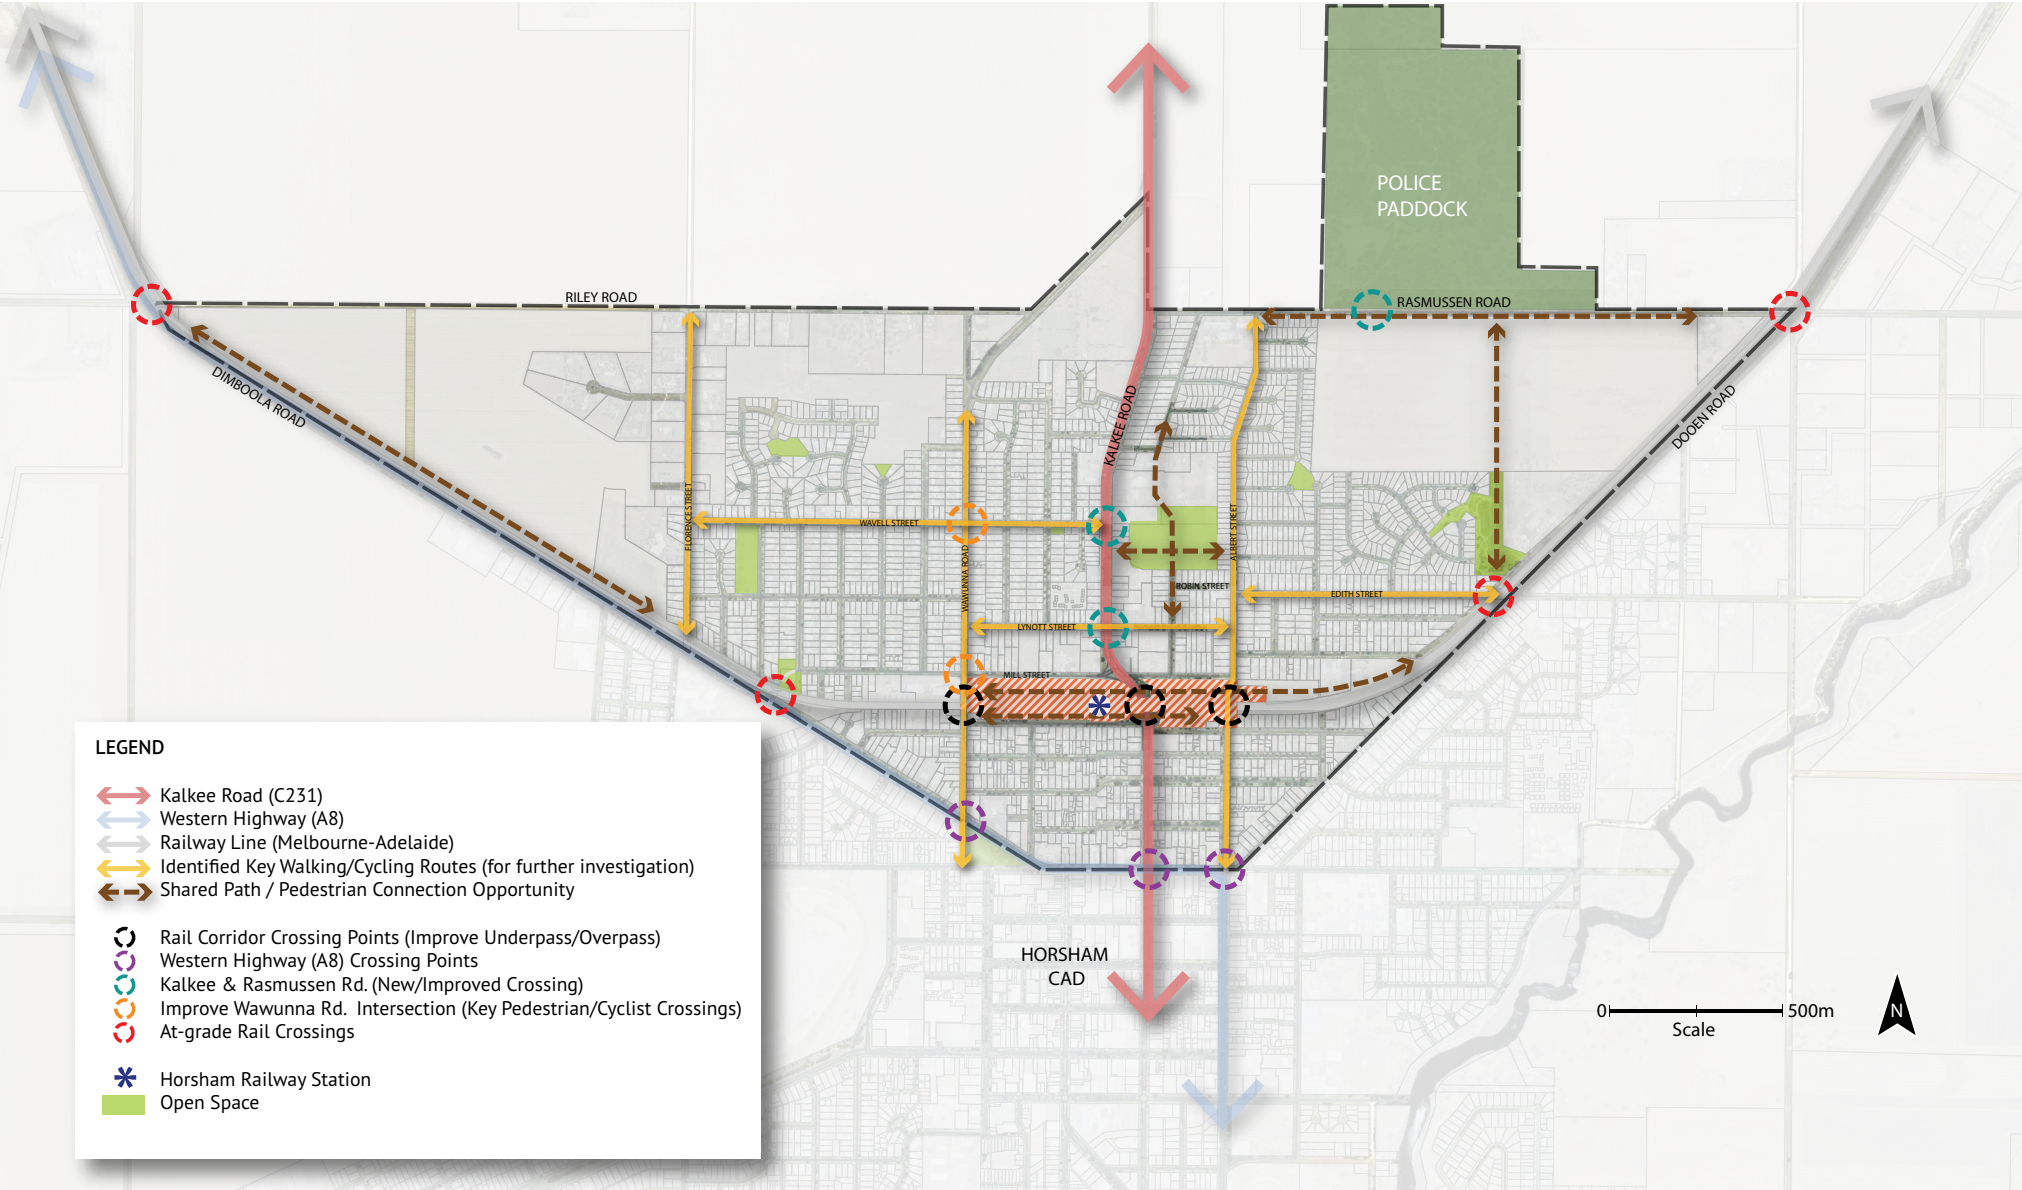 POLICE
PADDOCK
RILEY ROAD
RASMUSSEN ROAD
DIMBOOLA ROAD
KALKEE ROAD
DOOEN ROAD
FLORENCE STREET
WAVELL STREET
WAWUNNA ROAD
ALBERT STREET
ROBIN STREET
EDITH STREET
LYNOTT STREET
MILL STREET
LEGEND
Kalkee Road (C231)
Western Highway (A8)
Railway Line (Melbourne-Adelaide)
Identified Key Walking/Cycling Routes (for further investigation)
Shared Path / Pedestrian Connection Opportunity
Rail Corridor Crossing Points (Improve Underpass/Overpass)
Western Highway (A8) Crossing Points
Kalkee & Rasmussen Rd. (New/Improved Crossing)
Improve Wawunna Rd.  Intersection (Key Pedestrian/Cyclist Crossings)
At-grade Rail Crossings
Horsham Railway Station
Open Space
HORSHAM
CAD
0 500m
Scale
N